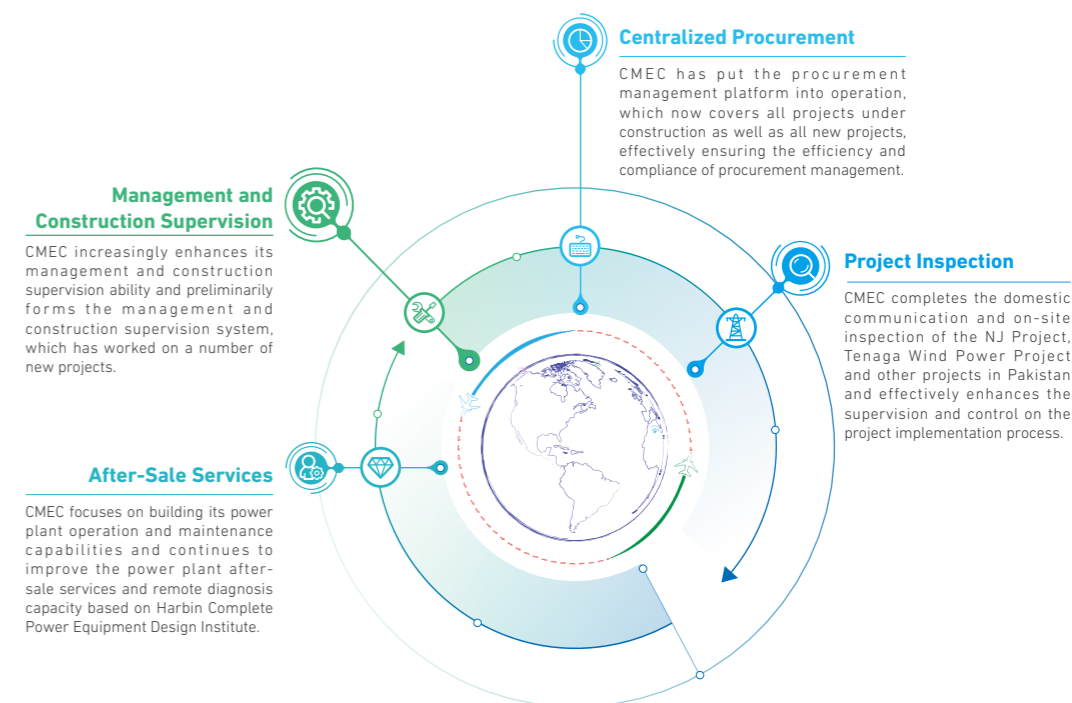 Centralized Procurement
CMEC has put the procurement
management platform into operation,
which now covers all projects under
construction as well as all new projects,
effectively ensuring the efficiency and
compliance of procurement management.
Management and
Construction Supervision
CMEC increasingly enhances its
management and construction
supervision ability and preliminarily
forms the management and
construction supervision system,
which has worked on a number of
new projects.
Project Inspection
CMEC completes the domestic
communication and on-site
inspection of the NJ Project,
Tenaga Wind Power Project
and other projects in Pakistan
and effectively enhances the
supervision and control on the
project implementation process.
After-Sale Services
CMEC focuses on building its power
plant operation and maintenance
capabilities and continues to
improve the power plant after-
sale services and remote diagnosis
capacity based on Harbin Complete
Power Equipment Design Institute.